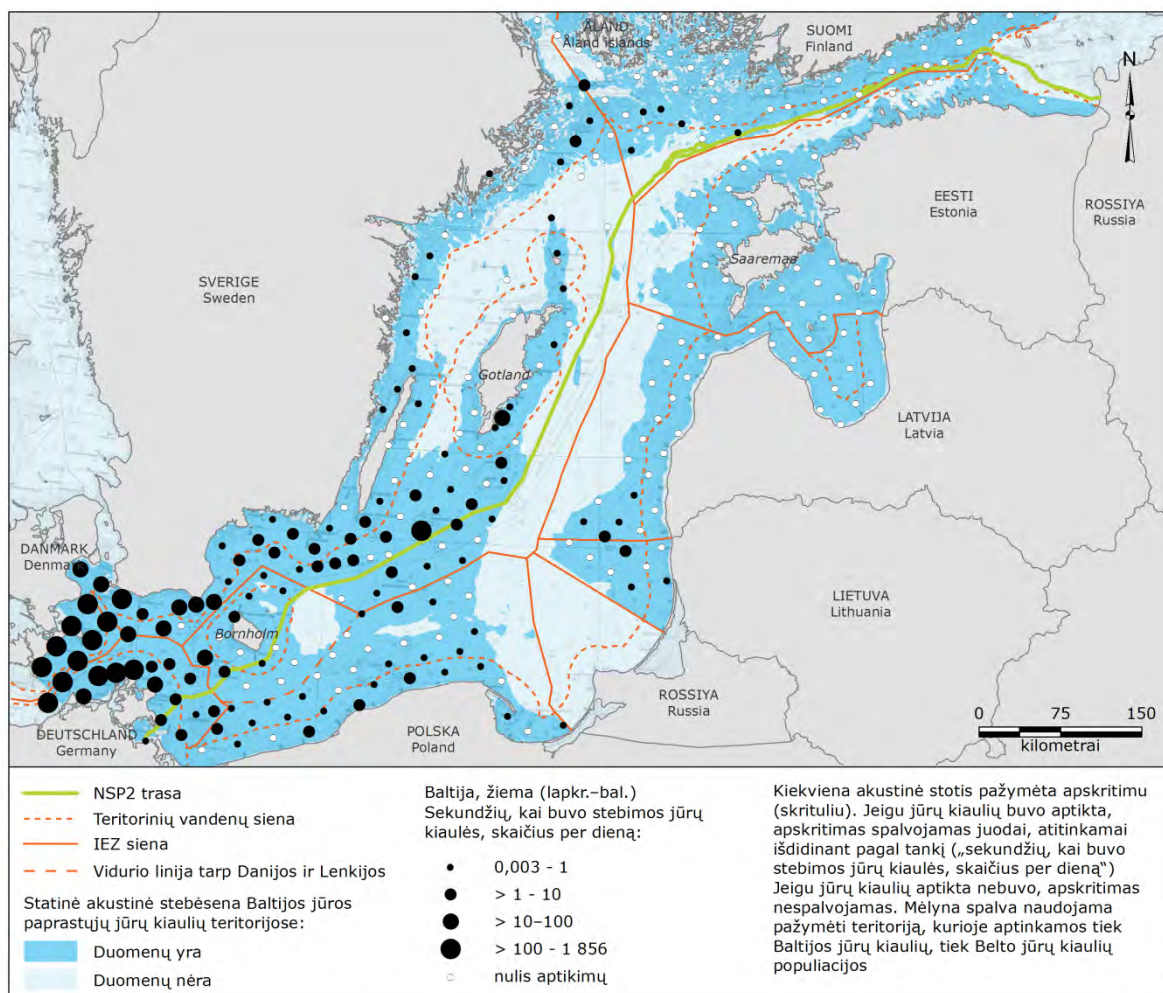 ÅLAND
Åland islands
SUOMI
Finland
N
EESTI
Estonia
ROSSIYA
Russia
SVERIGE
Sweden
Saaremaa
Gotland
LATVIJA
Latvia
DANMARK
Denmark
LIETUVA
Lithuania
Bornholm
ROSSIYA
Russia
DEUTSCHLAND
Germany
POLSKA
Poland
0 75 150
kilometrai
NSP2 trasa
Teritorinių vandenų siena
IEZ siena
Vidurio linija tarp Danijos ir Lenkijos
Statinė akustinė stebėsena Baltijos jūros
paprastųjų jūrų kiaulių teritorijose:
Duomenų yra
Duomenų nėra
Baltija, žiema (lapkr.–bal.)
Sekundžių, kai buvo stebimos jūrų
kiaulės, skaičius per dieną:
0,003 - 1
> 1 - 10
> 10–100
> 100 - 1 856
nulis aptikimų
Kiekviena akustinė stotis pažymėta apskritimu
(skrituliu). Jeigu jūrų kiaulių buvo aptikta,
apskritimas spalvojamas juodai, atitinkamai
išdidinant pagal tankį („sekundžių, kai buvo
stebimos jūrų kiaulės, skaičius per dieną“)
Jeigu jūrų kiaulių aptikta nebuvo, apskritimas
nespalvojamas. Mėlyna spalva naudojama
pažymėti teritoriją, kurioje aptinkamos tiek
Baltijos jūrų kiaulių, tiek Belto jūrų kiaulių
populiacijos